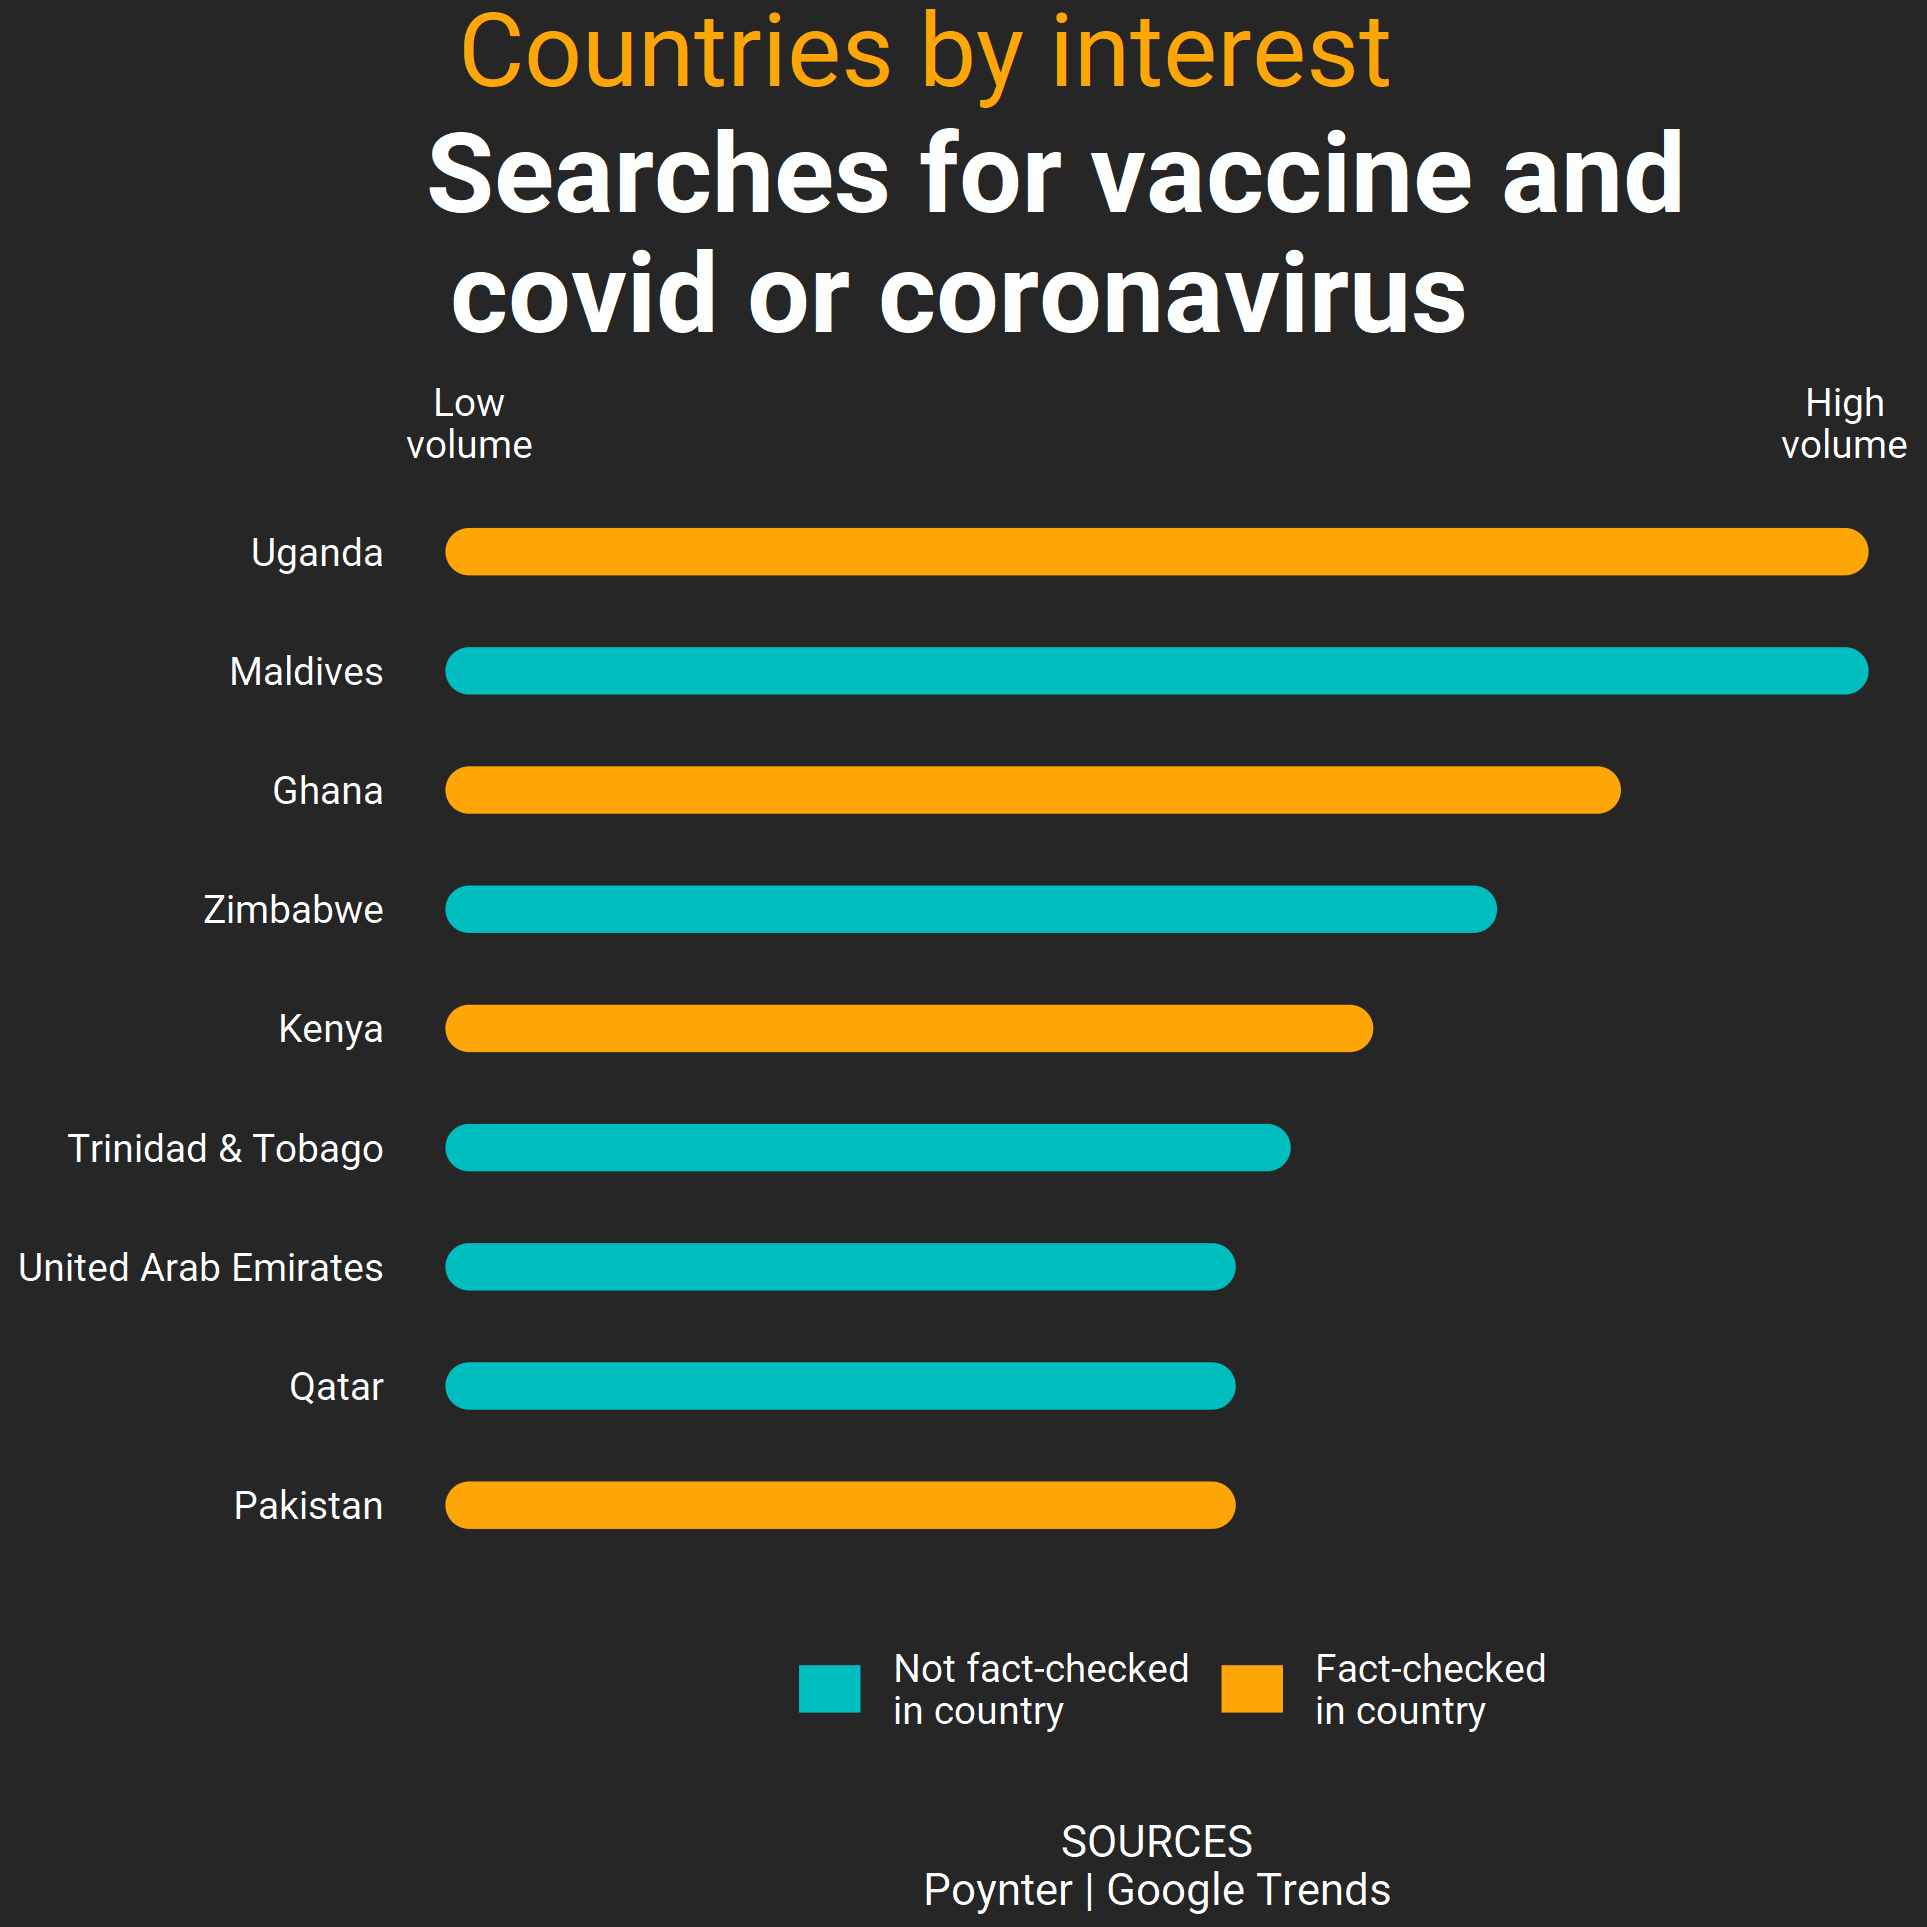 Countries by interest
Searches for vaccine and
covid or coronavirus
Low
volume
High
volume
Uganda
Maldives
Ghana
Zimbabwe
Kenya
Trinidad & Tobago
United Arab Emirates
Qatar
Pakistan
Not fact-checked
in country
Fact-checked
in country
SOURCES
Poynter | Google Trends